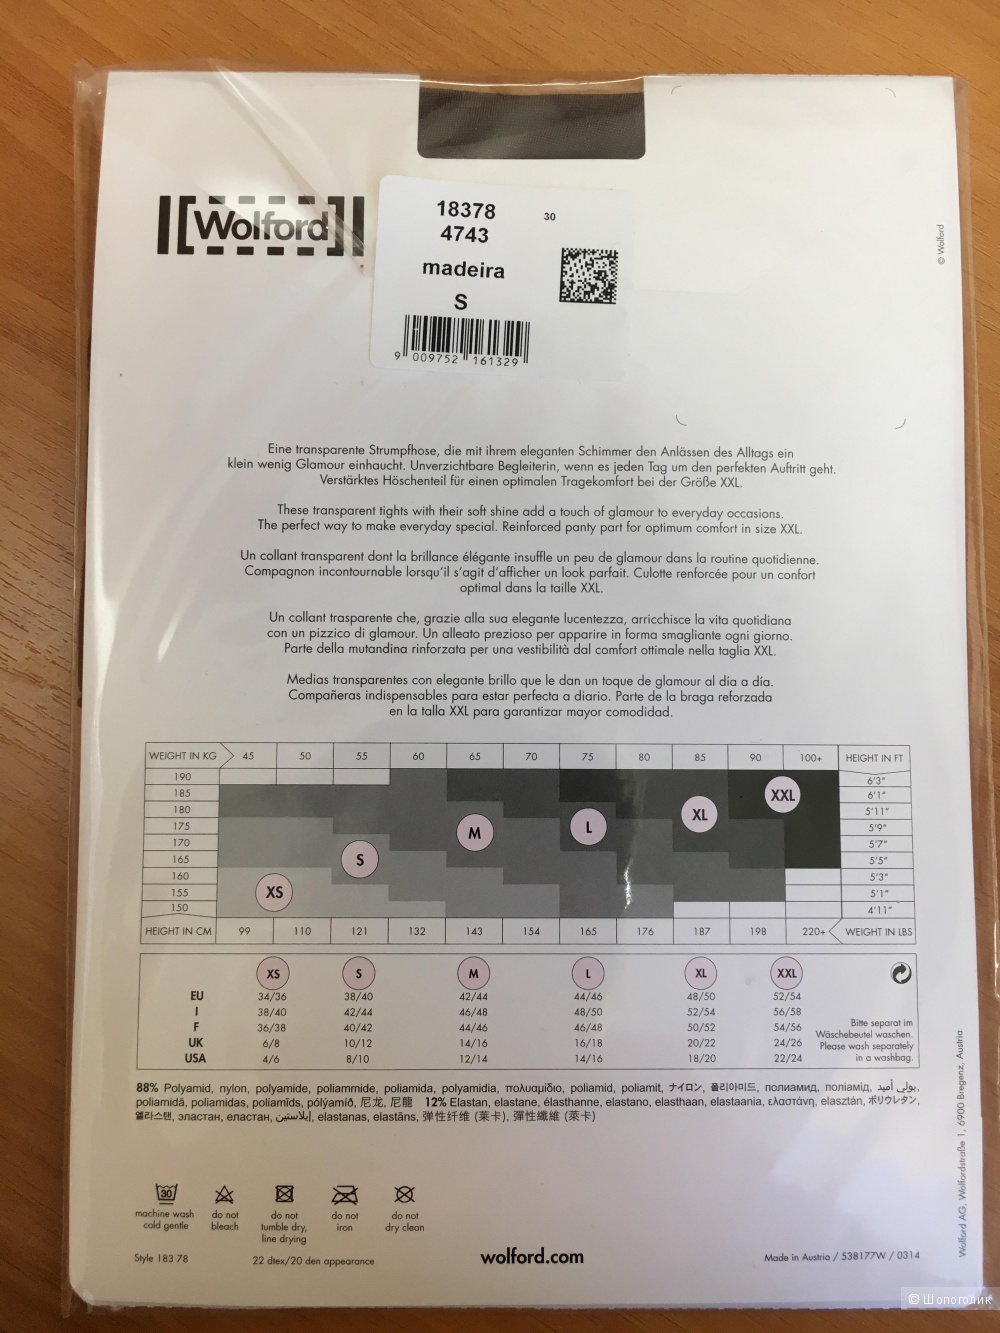 [Wolford]
© Wolford
18378
30
4743
madeira
S
9 009752 161329
Eine transparente Strumpfhose, die mit ihrem eleganten Schimmer den Anlässen des Alltags ein
klein wenig Glamour einhaucht. Unverzichtbare Begleiterin, wenn es jeden Tag um den perfekten Auftritt geht.
Verstärktes Höschenteil für einen optimalen Tragekomfort bei der Größe XXL.
These transparent tights with their soft shine add a touch of glamour to everyday occasions.
The perfect way to make everyday special. Reinforced panty part for optimum comfort in size XXL.
Un collant transparent dont la brillance élégante insuffle un peu de glamour dans la routine quotidienne.
Compagnon incontournable lorsqu'il s'agit d'afficher un look parfait. Culotte renforcée pour un confort
optimal dans la taille XXL.
Un collant trasparente che, grazie alla sua elegante lucentezza, arricchisce la vita quotidiana
con un pizzico di glamour. Un alleato prezioso per apparire in forma smagliante ogni giorno.
Parte della mutandina rinforzata per una vestibilità dal comfort ottimale nella taglia XXL.
Medias transparentes con elegante brillo que le dan un toque de glamour al día a día.
Compañeras indispensables para estar perfecta a diario. Parte de la braga reforzada
en la talla XXL para garantizar mayor comodidad.
WEIGHT IN KG 45 50 55 60 65 70 75 80 85 90 100+ HEIGHT IN FT
190 6'3"
185 XXL 6'1"
180 XL 5'11"
175 M L 5'9"
170 5'7"
165 S 5'5"
160 5'3"
155 XS 5'1"
150 4'11"
HEIGHT IN CM 99 110 121 132 143 154 165 176 187 198 220+ WEIGHT IN LBS
XS S M L XL XXL
EU 34/36 38/40 42/44 44/46 48/50 52/54
I 38/40 42/44 46/48 48/50 52/54 56/58
F 36/38 40/42 44/46 46/48 50/52 54/56
UK 6/8 10/12 14/16 16/18 20/22 24/26
USA 4/6 8/10 12/14 14/16 18/20 22/24
Bitte separat im
Wäschebeutel waschen.
Please wash separately
in a washbag.
88% Polyamid, nylon, polyamide, poliammide, poliamida, polyamidia, πολυαμίδιο, poliamid, poliamit, ナイロン, 폴리아미드, полиамид, поліамід, بولي أميد,
poliamidă, poliamidas, poliamīds, pólýamíð, 尼龙, 尼龍 12% Elastan, elastane, élasthanne, elastano, elasthaan, elastaania, ελαστάνη, elasztán, ポリウレタン,
엘라스탠, эластан, еластан, إيلاستين, elastanas, elastāns, 弹性纤维 (莱卡), 彈性纖維 (萊卡)
30
machine wash
cold gentle
do not
bleach
do not
tumble dry,
line drying
do not
iron
do not
dry clean
Style 183 78
22 dtex/20 den appearance
wolford.com
Made in Austria / 538177W / 0314
Wolford AG, Wolfordstraße 1, 6900 Bregenz, Austria
© Шопоголик